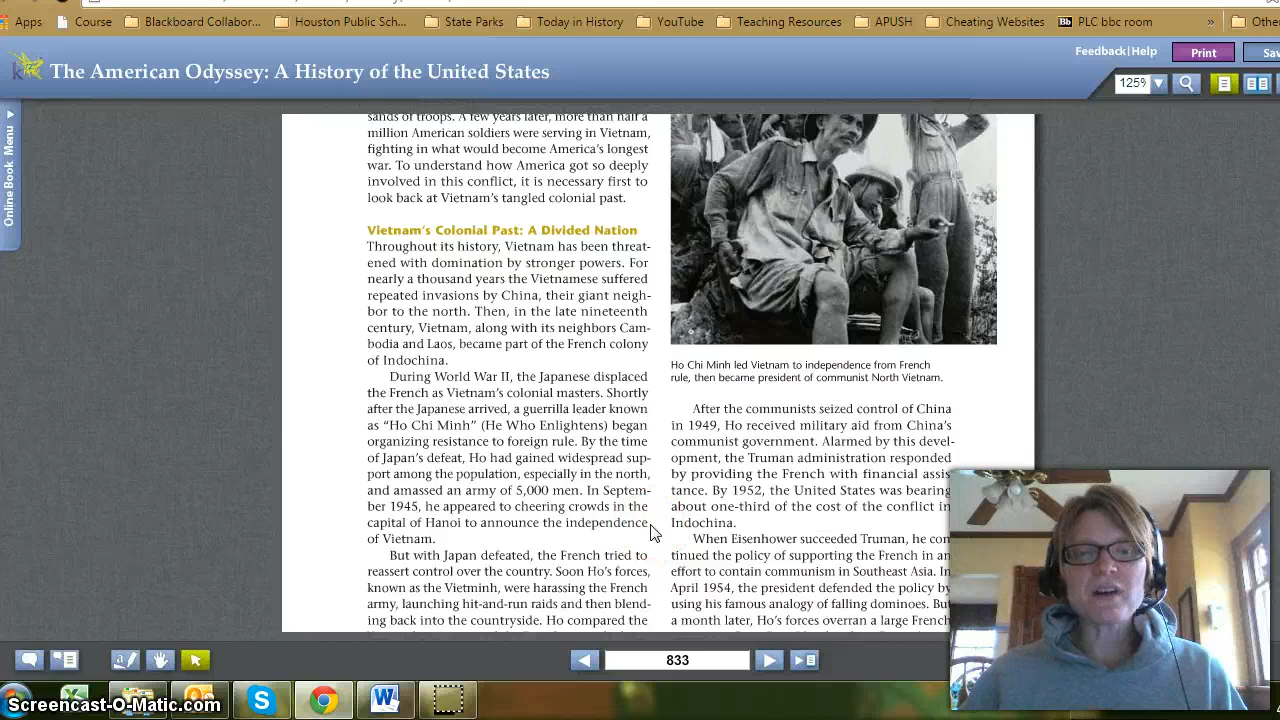 Apps
Course
Blackboard Collabor...
Houston Public Sch...
State Parks
Today in History
YouTube
Teaching Resources
APUSH
Cheating Websites
Bb PLC bbc room
»
Feedback|Help
Print
The American Odyssey: A History of the United States
125%
Online Book Menu
sands of troops. A few years later, more than half a
million American soldiers were serving in Vietnam,
fighting in what would become America's longest
war. To understand how America got so deeply
involved in this conflict, it is necessary first to
look back at Vietnam's tangled colonial past.
Vietnam's Colonial Past: A Divided Nation
Throughout its history, Vietnam has been threat-
ened with domination by stronger powers. For
nearly a thousand years the Vietnamese suffered
repeated invasions by China, their giant neigh-
bor to the north. Then, in the late nineteenth
century, Vietnam, along with its neighbors Cam-
bodia and Laos, became part of the French colony
of Indochina.
During World War II, the Japanese displaced
the French as Vietnam's colonial masters. Shortly
after the Japanese arrived, a guerrilla leader known
as "Ho Chi Minh" (He Who Enlightens) began
organizing resistance to foreign rule. By the time
of Japan's defeat, Ho had gained widespread sup-
port among the population, especially in the north,
and amassed an army of 5,000 men. In Septem-
ber 1945, he appeared to cheering crowds in the
capital of Hanoi to announce the independence
of Vietnam.
But with Japan defeated, the French tried to
reassert control over the country. Soon Ho's forces,
known as the Vietminh, were harassing the French
army, launching hit-and-run raids and then blend-
ing back into the countryside. Ho compared the
Ho Chi Minh led Vietnam to independence from French
rule, then became president of communist North Vietnam.
After the communists seized control of China
in 1949, Ho received military aid from China's
communist government. Alarmed by this devel-
opment, the Truman administration responded
by providing the French with financial assis
tance. By 1952, the United States was bearing
about one-third of the cost of the conflict in
Indochina.
When Eisenhower succeeded Truman, he con
tinued the policy of supporting the French in an
effort to contain communism in Southeast Asia. In
April 1954, the president defended the policy by
using his famous analogy of falling dominoes. But
a month later, Ho's forces overran a large French
833
Screencast-O-Matic.com